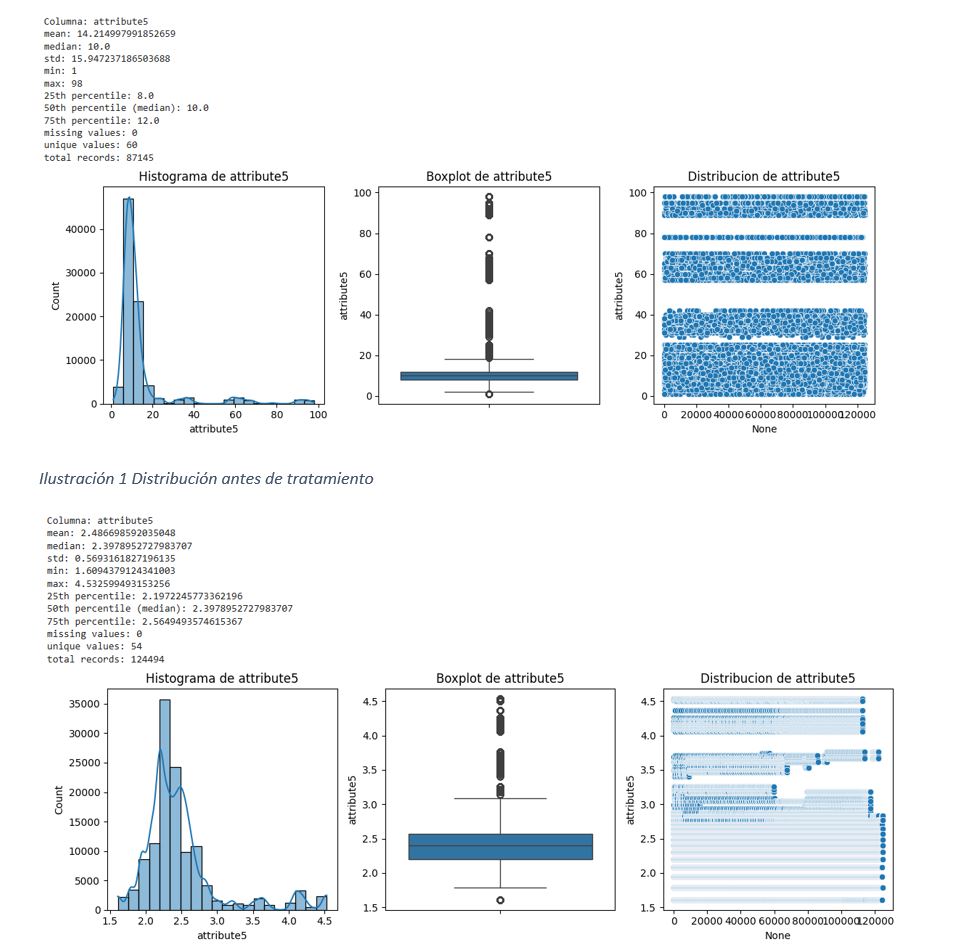 Columna: attribute5
mean: 14.214997991852659
median: 10.0
std: 15.947237186503688
min: 1
max: 98
25th percentile: 8.0
50th percentile (median): 10.0
75th percentile: 12.0
missing values: 0
unique values: 60
total records: 87145
Histograma de attribute5
40000
30000
20000
10000
0
Count
0 20 40 60 80 100
attribute5
Boxplot de attribute5
100
80
60
40
20
0
attribute5
Distribucion de attribute5
100
80
60
40
20
0
attribute5
0 20000 40000 60000 80000 100000 120000
None
Ilustración 1 Distribución antes de tratamiento
Columna: attribute5
mean: 2.486698592035048
median: 2.3978952727983707
std: 0.5693161827196135
min: 1.6094379124341003
max: 4.532599493153256
25th percentile: 2.1972245773362196
50th percentile (median): 2.3978952727983707
75th percentile: 2.5649493574615367
missing values: 0
unique values: 54
total records: 124494
Histograma de attribute5
35000
30000
25000
20000
15000
10000
5000
0
Count
1.5 2.0 2.5 3.0 3.5 4.0 4.5
attribute5
Boxplot de attribute5
4.5
4.0
3.5
3.0
2.5
2.0
1.5
attribute5
Distribucion de attribute5
4.5
4.0
3.5
3.0
2.5
2.0
1.5
attribute5
0 20000 40000 60000 80000 100000 120000
None